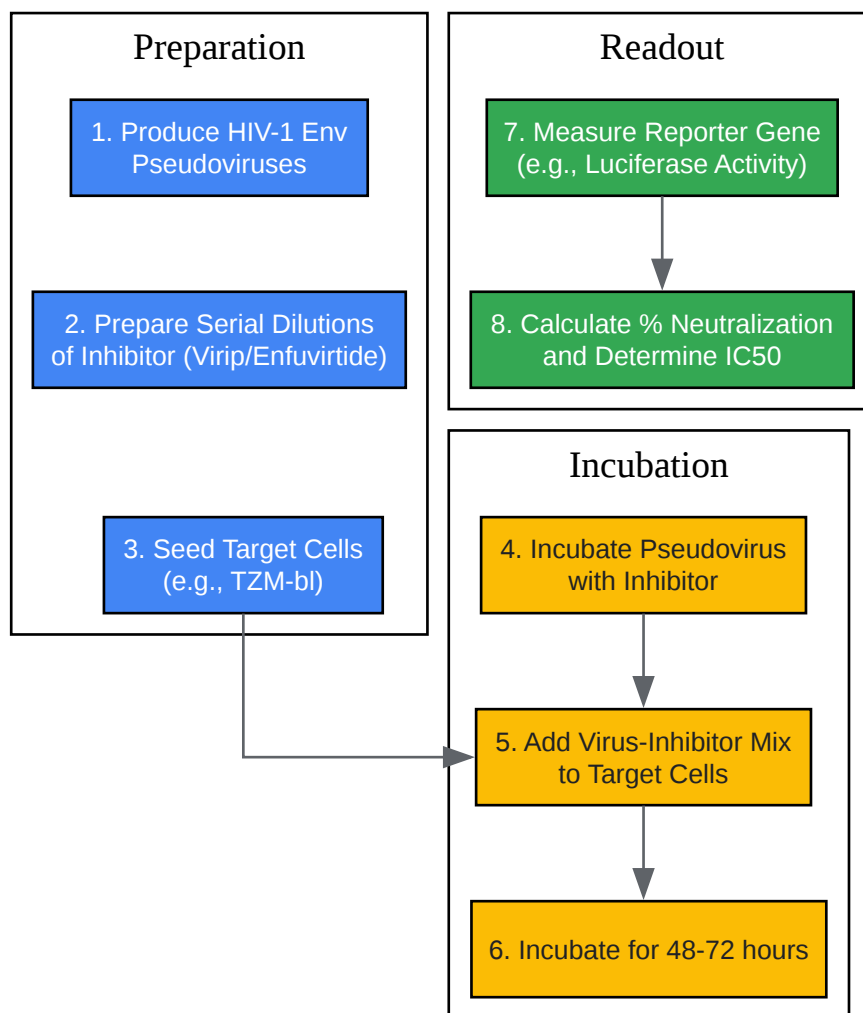 Preparation
1. Produce HIV-1 Env
Pseudoviruses
2. Prepare Serial Dilutions
of Inhibitor (Virip/Enfuvirtide)
3. Seed Target Cells
(e.g., TZM-bl)
Readout
7. Measure Reporter Gene
(e.g., Luciferase Activity)
8. Calculate % Neutralization
and Determine IC50
Incubation
4. Incubate Pseudovirus
with Inhibitor
5. Add Virus-Inhibitor Mix
to Target Cells
6. Incubate for 48-72 hours